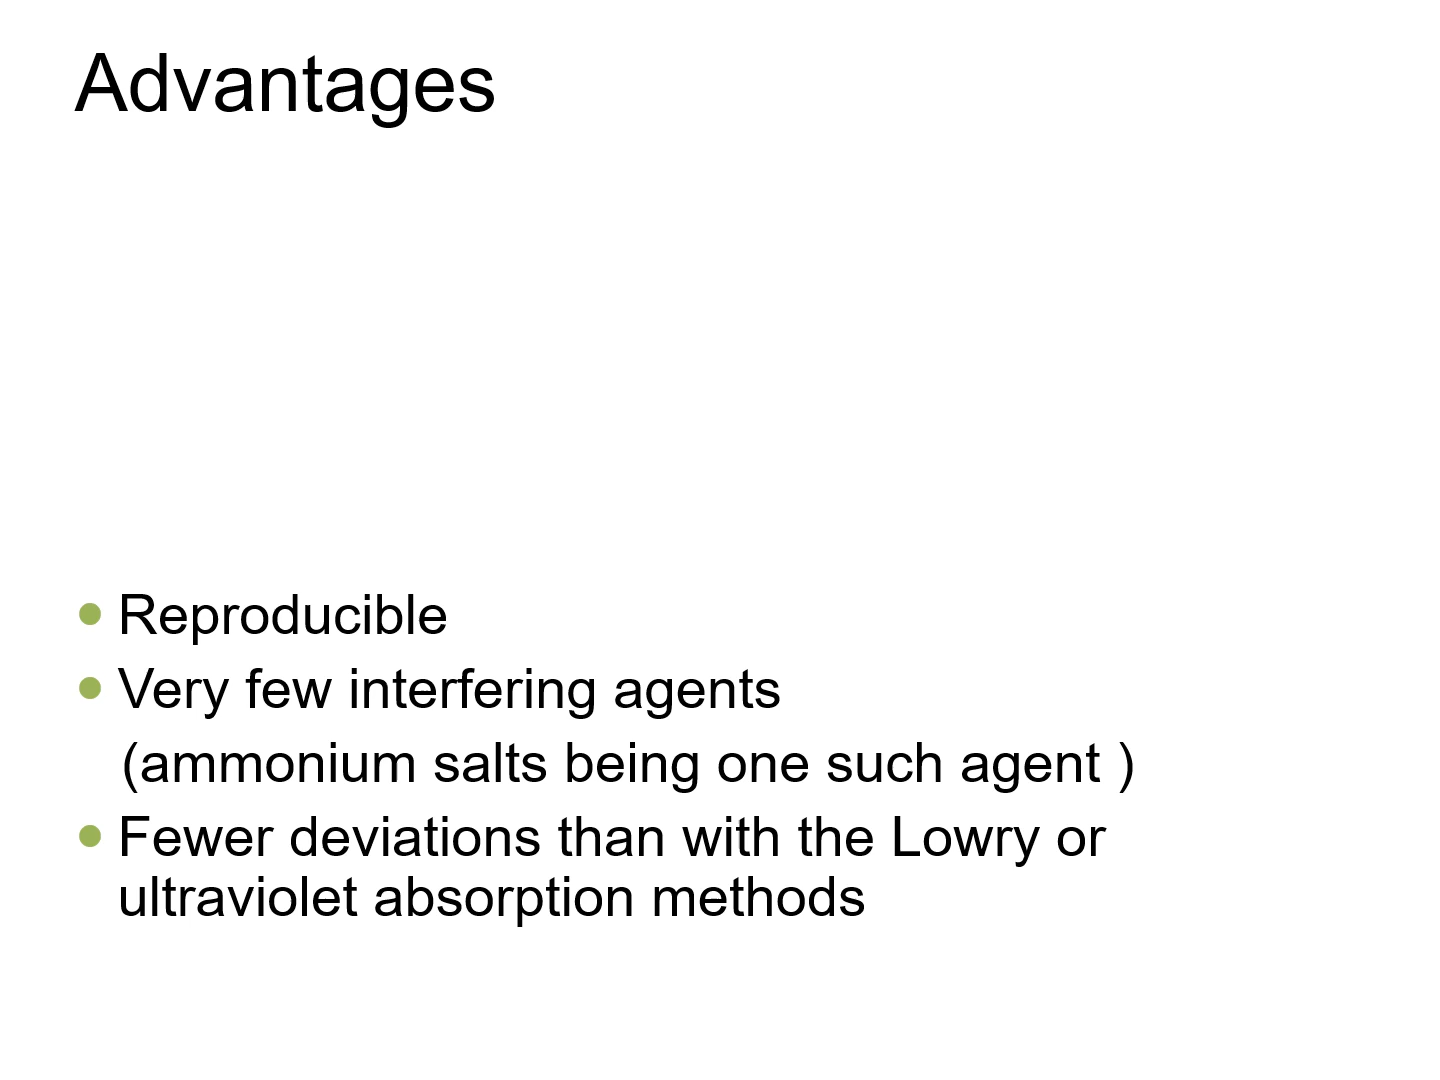 Advantages
• Reproducible
• Very few interfering agents
(ammonium salts being one such agent )
• Fewer deviations than with the Lowry or
ultraviolet absorption methods